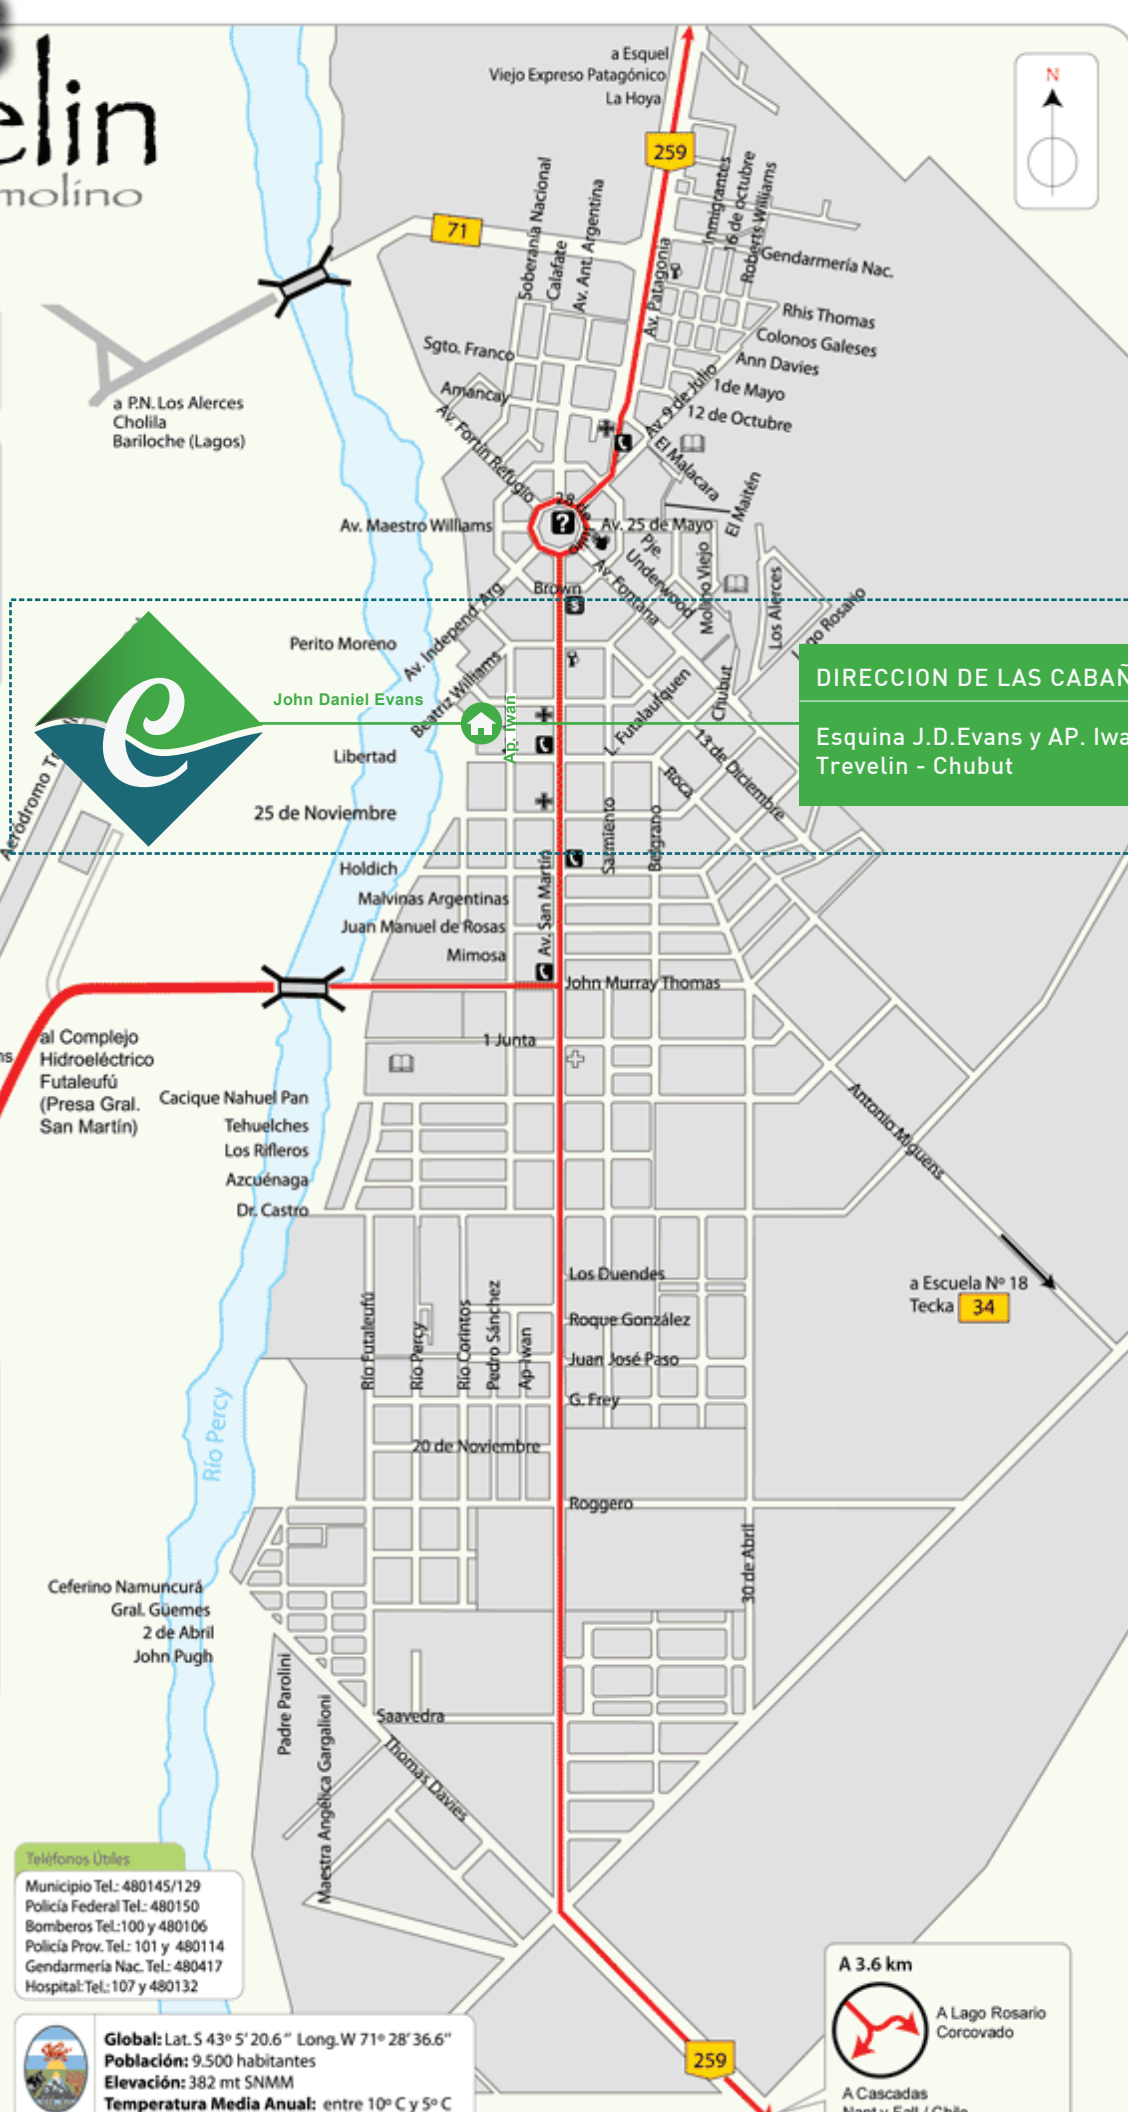 elin
molino
N
a Esquel
Viejo Expreso Patagónico
La Hoya
259
71
Soberanía Nacional
Calafate
Av. Ant. Argentina
Av. Patagonia
Inmigrantes
16 de octubre
Roberts Williams
Gendarmería Nac.
Rhis Thomas
Colonos Galeses
Ann Davies
1de Mayo
12 de Octubre
Av. 9 de Julio
Sgto. Franco
Amancay
Av. Fortín Refugio
a P.N. Los Alerces
Cholila
Bariloche (Lagos)
El Malacara
El Maitén
28 de
Av. Maestro Williams
?
Av. 25 de Mayo
Pje.
Underwood
Molino Viejo
Av. Fontana
Los Alerces
Lago Rosario
Brown
Av. Independ. Arg.
Perito Moreno
Beatriz Williams
John Daniel Evans
Ap. Iwan
L. Futalaufquen
Chubut
DIRECCION DE LAS CABAÑ
Esquina J.D.Evans y AP. Iwa
Trevelin - Chubut
e
Libertad
13 de Diciembre
Roca
25 de Noviembre
Sarmiento
Belgrano
Holdich
Malvinas Argentinas
Juan Manuel de Rosas
Mimosa
Av. San Martín
John Murray Thomas
1 Junta
al Complejo
Hidroeléctrico
Futaleufú
(Presa Gral.
San Martín)
Cacique Nahuel Pan
Tehuelches
Los Rifleros
Azcuénaga
Dr. Castro
Antonio Miguens
a Escuela Nº 18
Tecka 34
Los Duendes
Roque González
Juan José Paso
G. Frey
Río Futaleufú
Río Percy
Río Corintos
Pedro Sánchez
Ap Iwan
20 de Noviembre
Río Percy
Roggero
30 de Abril
Ceferino Namuncurá
Gral. Güemes
2 de Abril
John Pugh
Padre Parolini
Maestra Angélica Gargalioni
Saavedra
Thomas Davies
Teléfonos Útiles
Municipio Tel.: 480145/129
Policía Federal Tel.: 480150
Bomberos Tel.:100 y 480106
Policía Prov. Tel.: 101 y 480114
Gendarmería Nac. Tel.: 480417
Hospital: Tel.: 107 y 480132
Global: Lat. S 43º 5' 20.6" Long. W 71º 28' 36.6"
Población: 9.500 habitantes
Elevación: 382 mt SNMM
Temperatura Media Anual: entre 10º C y 5º C
259
A 3.6 km
A Lago Rosario
Corcovado
A Cascadas